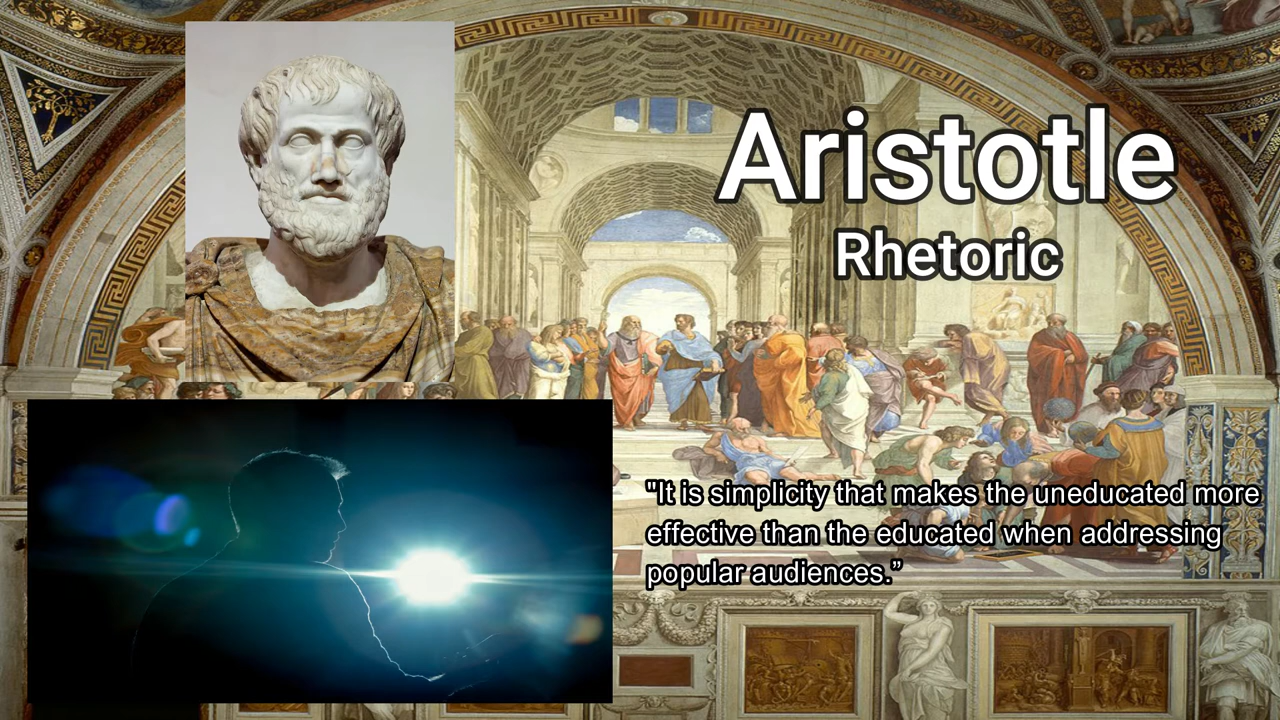 Aristotle
Rhetoric
"It is simplicity that makes the uneducated more
effective than the educated when addressing
popular audiences.”